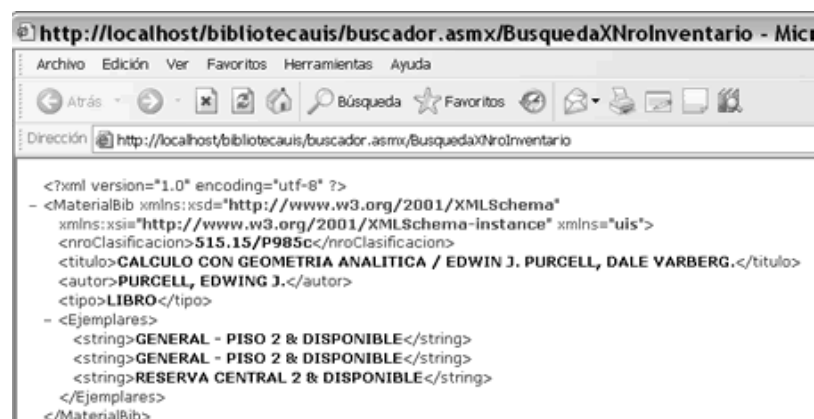 http://localhost/bibliotecauis/buscador.asmx/BusquedaXNroInventario - Micr
Archivo Edición Ver Favoritos Herramientas Ayuda
Atrás Búsqueda Favoritos
Dirección http://localhost/bibliotecauis/buscador.asmx/BusquedaXNroInventario
<?xml version="1.0" encoding="utf-8" ?>
- <MaterialBib xmlns:xsd="http://www.w3.org/2001/XMLSchema"
xmlns:xsi="http://www.w3.org/2001/XMLSchema-instance" xmlns="uis">
<nroClasificacion>515.15/P985c</nroClasificacion>
<titulo>CALCULO CON GEOMETRIA ANALITICA / EDWIN J. PURCELL, DALE VARBERG.</titulo>
<autor>PURCELL, EDWING J.</autor>
<tipo>LIBRO</tipo>
- <Ejemplares>
<string>GENERAL - PISO 2 & DISPONIBLE</string>
<string>GENERAL - PISO 2 & DISPONIBLE</string>
<string>RESERVA CENTRAL 2 & DISPONIBLE</string>
</Ejemplares>
</MaterialBib>